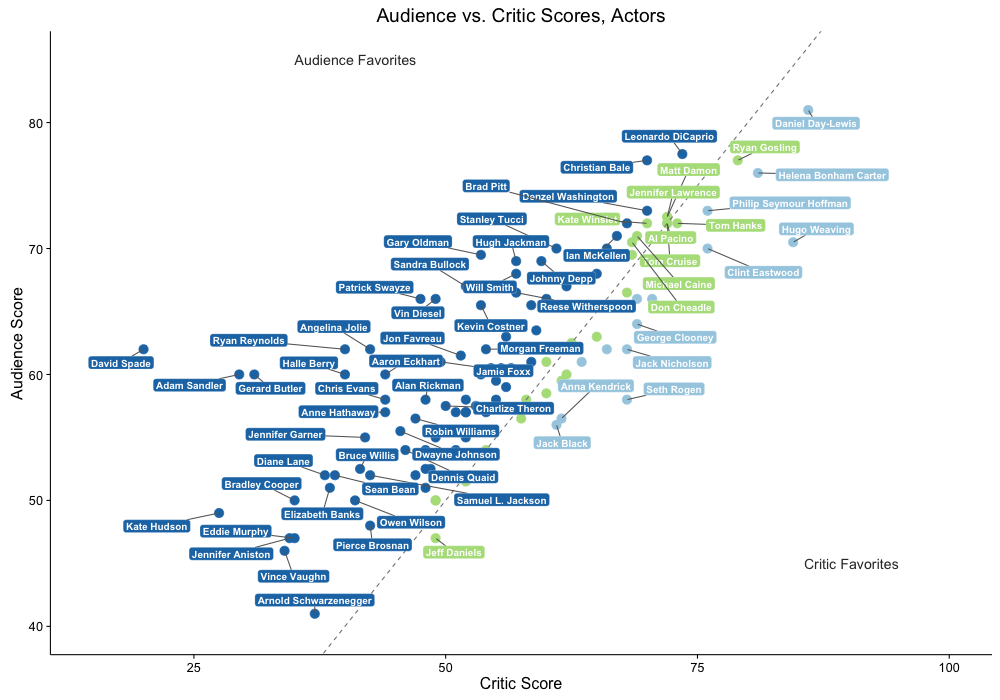 Audience vs. Critic Scores, Actors
Audience Favorites
Daniel Day-Lewis
Leonardo DiCaprio
Ryan Gosling
Christian Bale
Matt Damon
Helena Bonham Carter
Brad Pitt
Denzel Washington
Jennifer Lawrence
Philip Seymour Hoffman
Stanley Tucci
Kate Winslet
Tom Hanks
Hugo Weaving
Gary Oldman
Hugh Jackman
Al Pacino
Ian McKellen
Tom Cruise
Sandra Bullock
Clint Eastwood
Johnny Depp
Patrick Swayze
Will Smith
Michael Caine
Vin Diesel
Reese Witherspoon
Don Cheadle
Angelina Jolie
Kevin Costner
Ryan Reynolds
Jon Favreau
George Clooney
Morgan Freeman
David Spade
Halle Berry
Aaron Eckhart
Jack Nicholson
Jamie Foxx
Adam Sandler
Gerard Butler
Chris Evans
Alan Rickman
Anna Kendrick
Seth Rogen
Anne Hathaway
Charlize Theron
Jennifer Garner
Robin Williams
Jack Black
Bruce Willis
Dwayne Johnson
Diane Lane
Dennis Quaid
Bradley Cooper
Sean Bean
Samuel L. Jackson
Elizabeth Banks
Kate Hudson
Owen Wilson
Eddie Murphy
Pierce Brosnan
Jeff Daniels
Jennifer Aniston
Vince Vaughn
Critic Favorites
Arnold Schwarzenegger
80
70
60
50
40
Audience Score
25
50
75
100
Critic Score